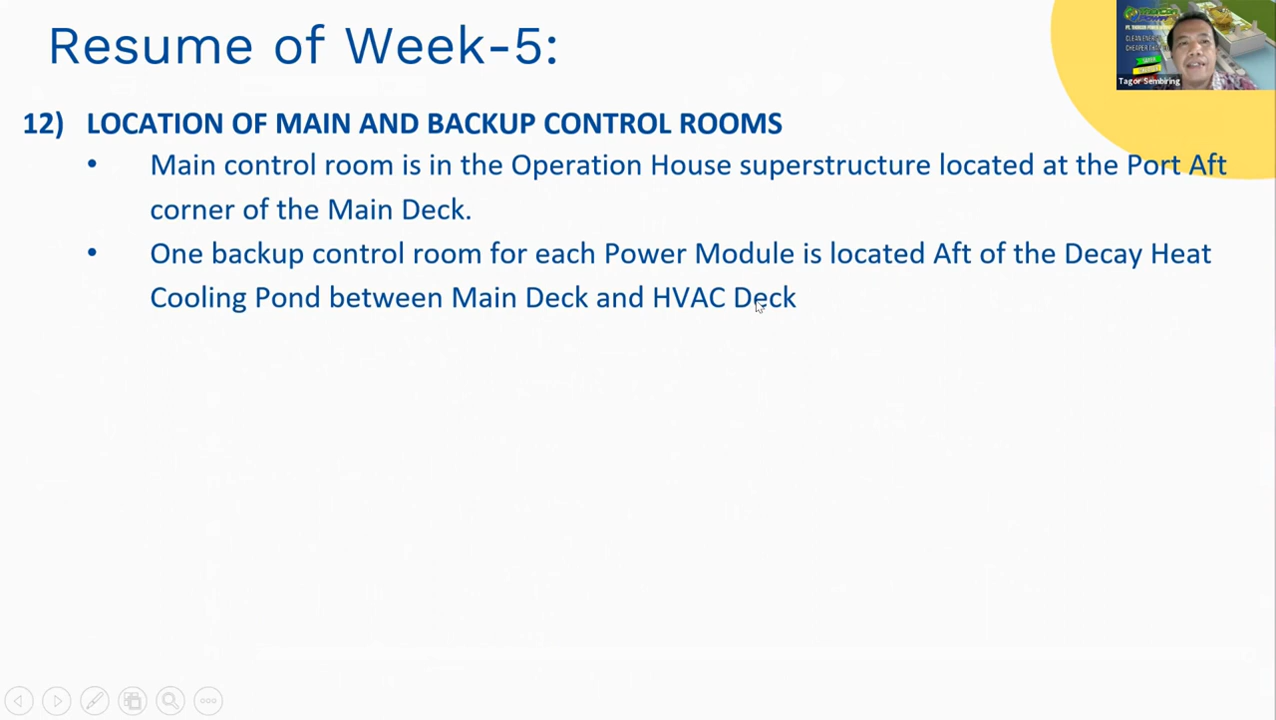 Resume of Week-5:
12) LOCATION OF MAIN AND BACKUP CONTROL ROOMS
• Main control room is in the Operation House superstructure located at the Port Aft
corner of the Main Deck.
• One backup control room for each Power Module is located Aft of the Decay Heat
Cooling Pond between Main Deck and HVAC Deck
Tagor Sembiring